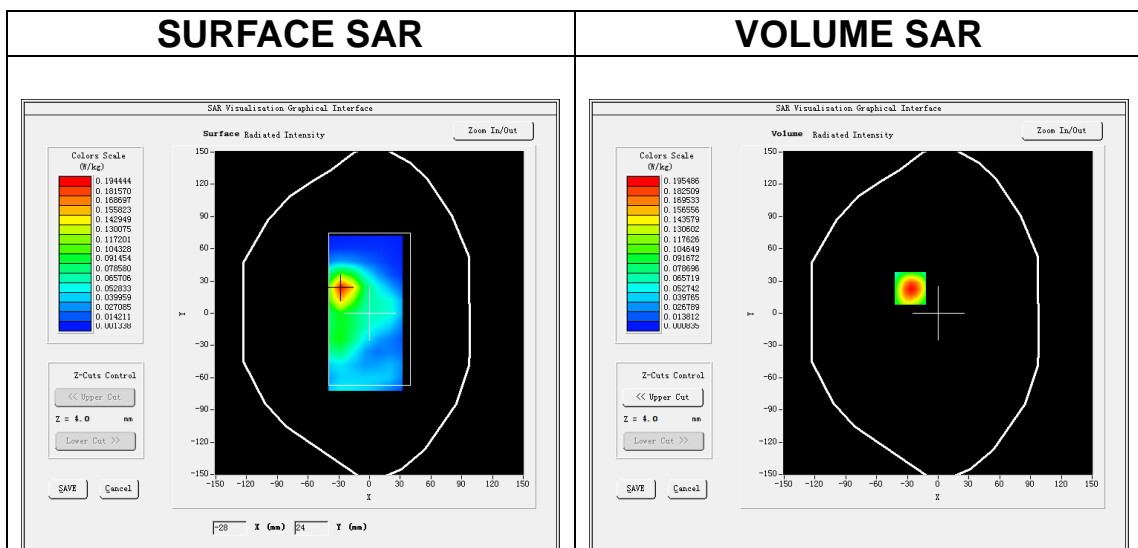 SURFACE SAR
VOLUME SAR
SAR Visualisation Graphical Interface
Surface Radiated Intensity
Zoom In/Out
Colors Scale
(W/kg)
0.194444
0.181570
0.168697
0.155823
0.142949
0.130075
0.117201
0.104328
0.091454
0.078580
0.065706
0.052833
0.039959
0.027085
0.014211
0.001338
150
120
90
60
30
0
-30
-60
-90
-120
-150
Y
-150 -120 -90 -60 -30 0 30 60 90 120 150
X
Z-Cuts Control
<< Upper Cut
Z = 4.0 mm
Lower Cut >>
SAVE Cancel
-28 X (mm) 24 Y (mm)
SAR Visualisation Graphical Interface
Volume Radiated Intensity
Zoom In/Out
Colors Scale
(W/kg)
0.195486
0.182509
0.169533
0.156556
0.143579
0.130602
0.117626
0.104649
0.091672
0.078696
0.065719
0.052742
0.039765
0.026789
0.013812
0.000835
150
120
90
60
30
0
-30
-60
-90
-120
-150
Y
-150 -120 -90 -60 -30 0 30 60 90 120 150
X
Z-Cuts Control
<< Upper Cut
Z = 4.0 mm
Lower Cut >>
SAVE Cancel